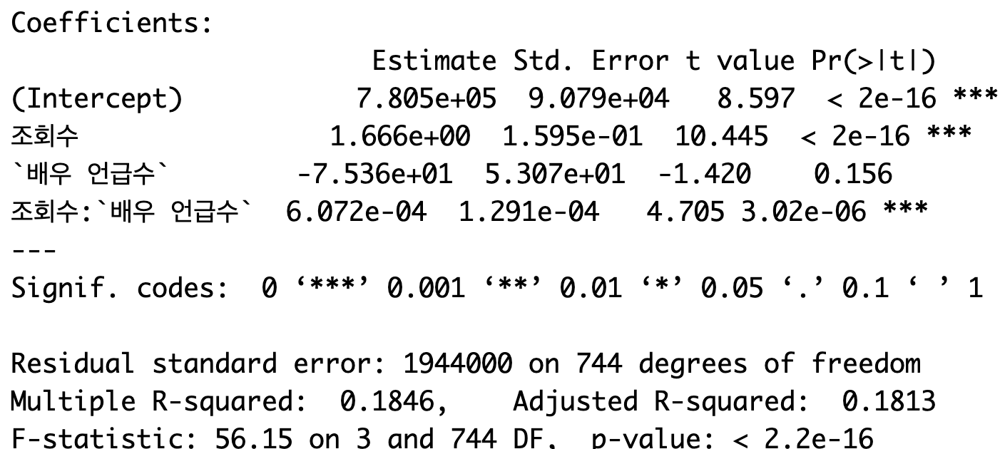 Coefficients:
Estimate Std. Error t value Pr(>|t|)
(Intercept) 7.805e+05 9.079e+04 8.597 < 2e-16 ***
조회수 1.666e+00 1.595e-01 10.445 < 2e-16 ***
`배우 언급수` -7.536e+01 5.307e+01 -1.420 0.156
조회수:`배우 언급수` 6.072e-04 1.291e-04 4.705 3.02e-06 ***
---
Signif. codes: 0 ‘***’ 0.001 ‘**’ 0.01 ‘*’ 0.05 ‘.’ 0.1 ‘ ’ 1
Residual standard error: 1944000 on 744 degrees of freedom
Multiple R-squared: 0.1846, Adjusted R-squared: 0.1813
F-statistic: 56.15 on 3 and 744 DF, p-value: < 2.2e-16